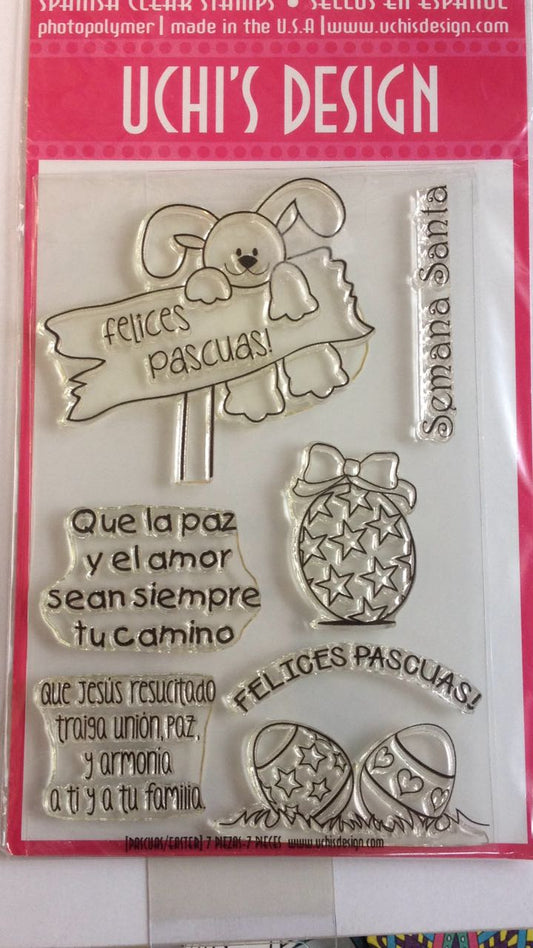 SPANISH CLEAR STAMPS • SELLOS EN ESPAÑOL
photopolymer | made in the U.S.A | www.uchisdesign.com
UCHI'S DESIGN
felices
pascuas!
Semana Santa
Que la paz
y el amor
sean siempre
tu camino
FELICES PASCUAS!
Que Jesús resucitado
traiga unión, paz,
y armonia
a ti y a tu familia.
[PASCUAS/EASTER] 7 PIEZAS-7 PIECES www.uchisdesign.com